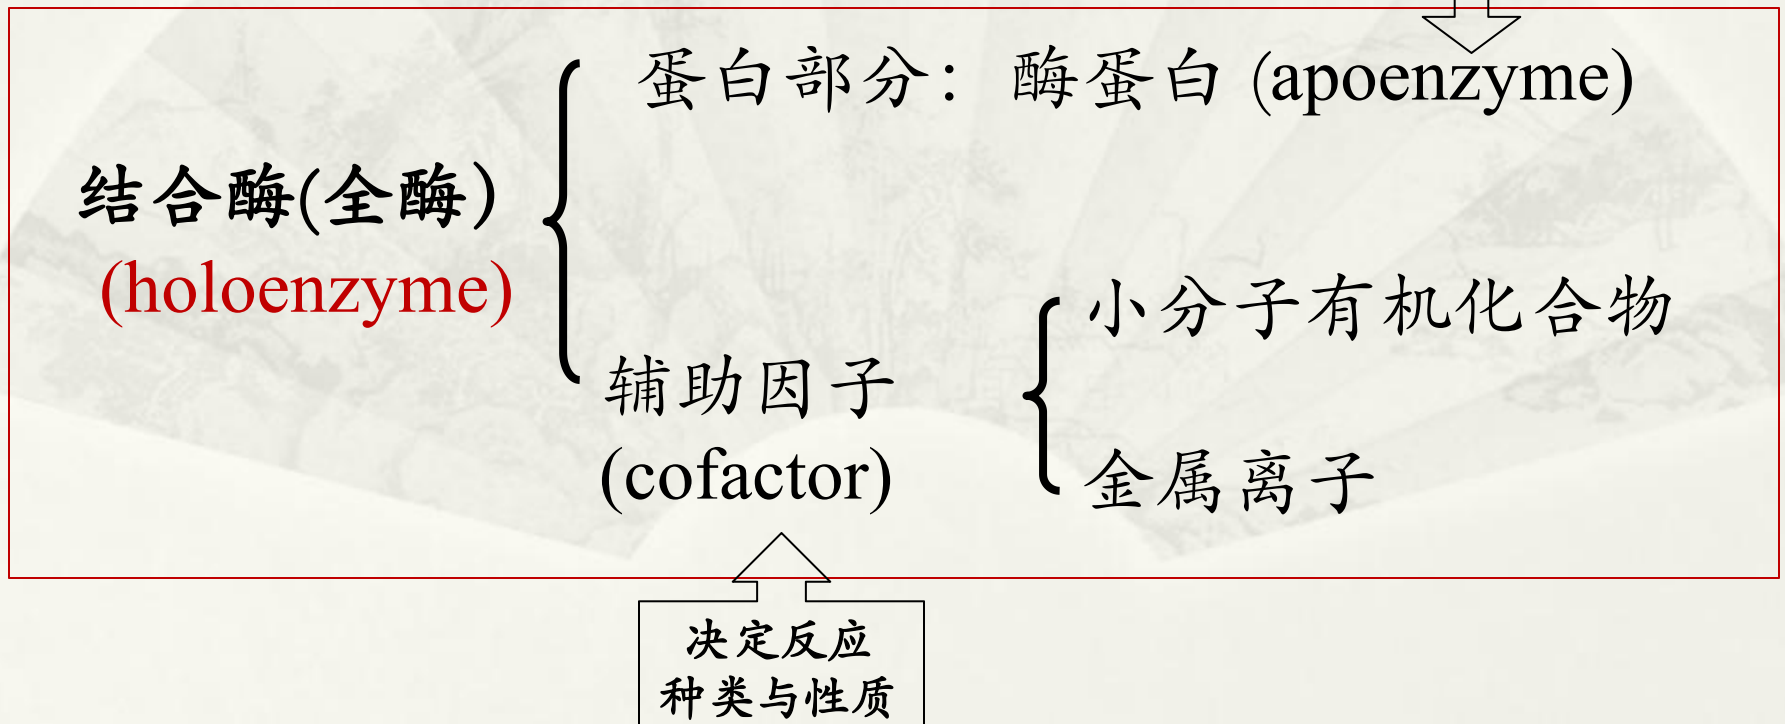 蛋白部分： 酶蛋白 (apoenzyme)
结合酶(全酶）
(holoenzyme)
小分子有机化合物
辅助因子
(cofactor)
金属离子
决定反应
种类与性质